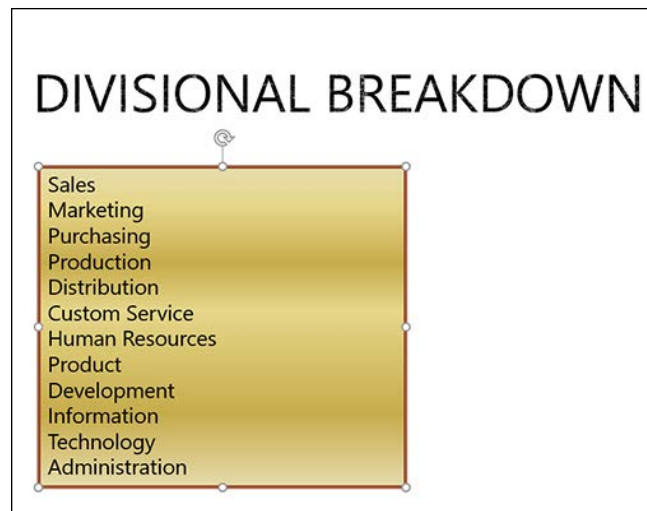 DIVISIONAL BREAKDOWN
Sales
Marketing
Purchasing
Production
Distribution
Custom Service
Human Resources
Product
Development
Information
Technology
Administration